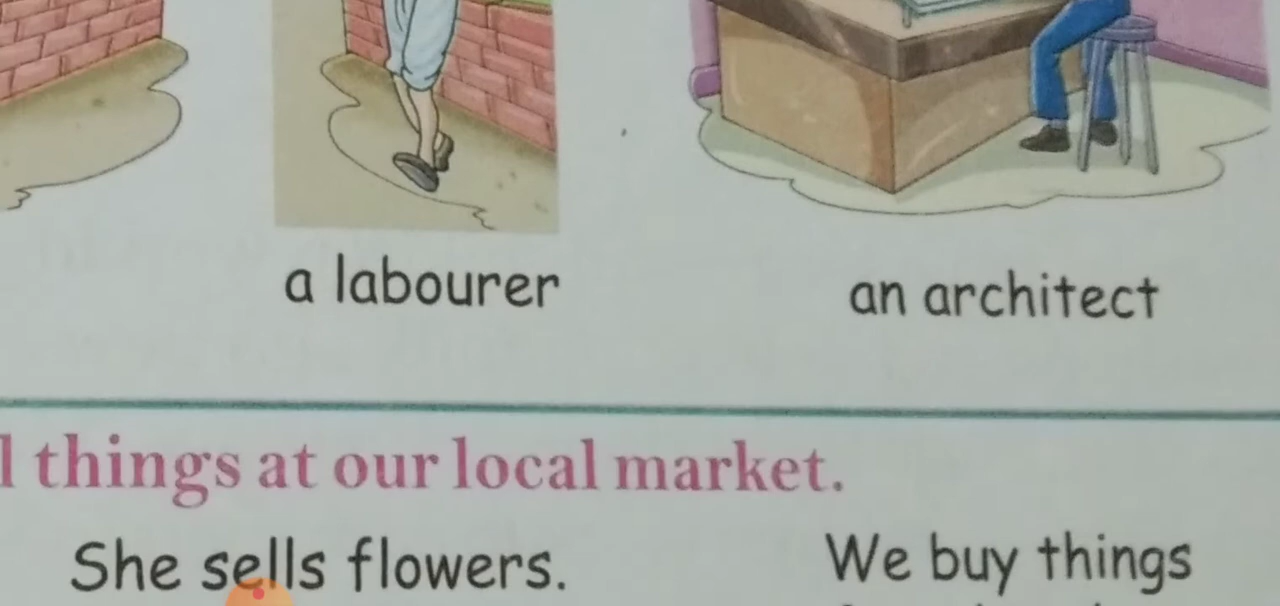 a labourer
an architect
things at our local market.
She sells flowers.
We buy things